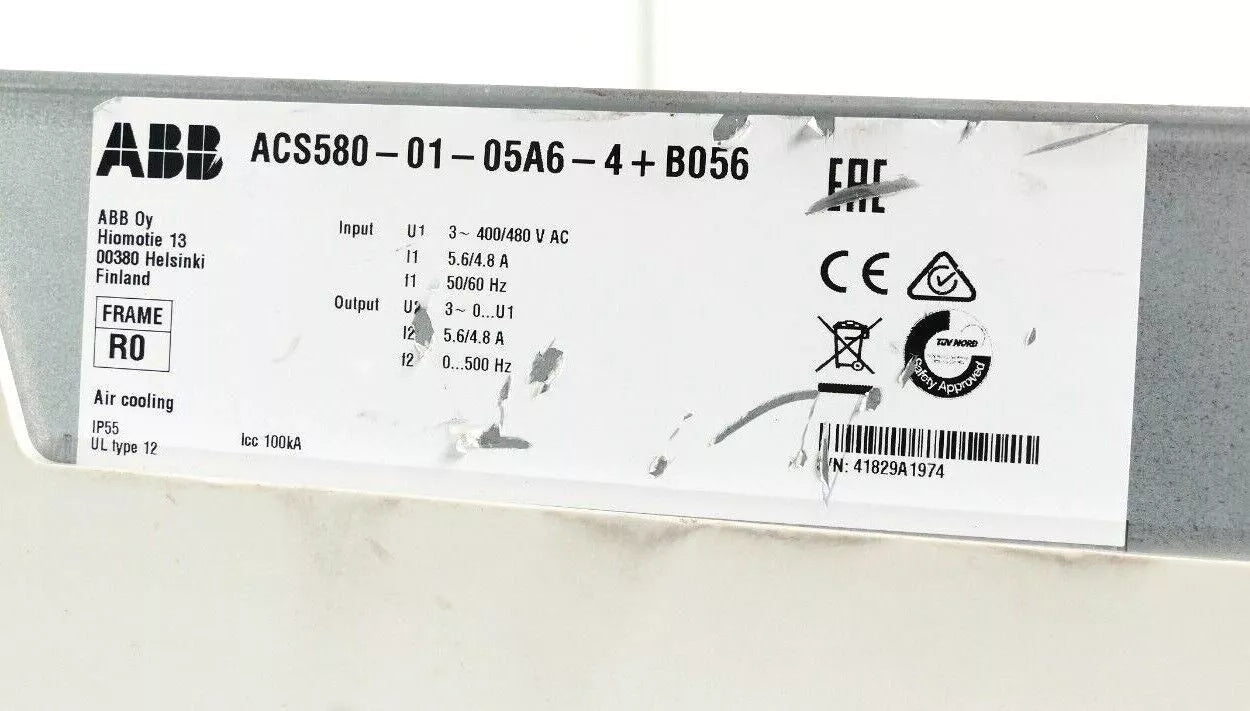 ABB
ACS580-01-05A6-4+B056
ABB Oy
Hiomotie 13
00380 Helsinki
Finland
FRAME
R0
Air cooling
IP55
UL type 12
Icc 100kA
Input U1 3~ 400/480 V AC
I1 5.6/4.8 A
f1 50/60 Hz
Output U2 3~ 0...U1
I2 5.6/4.8 A
f2 0...500 Hz
EAC
CE
TÜV NORD
Safety Approved
/N: 41829A1974